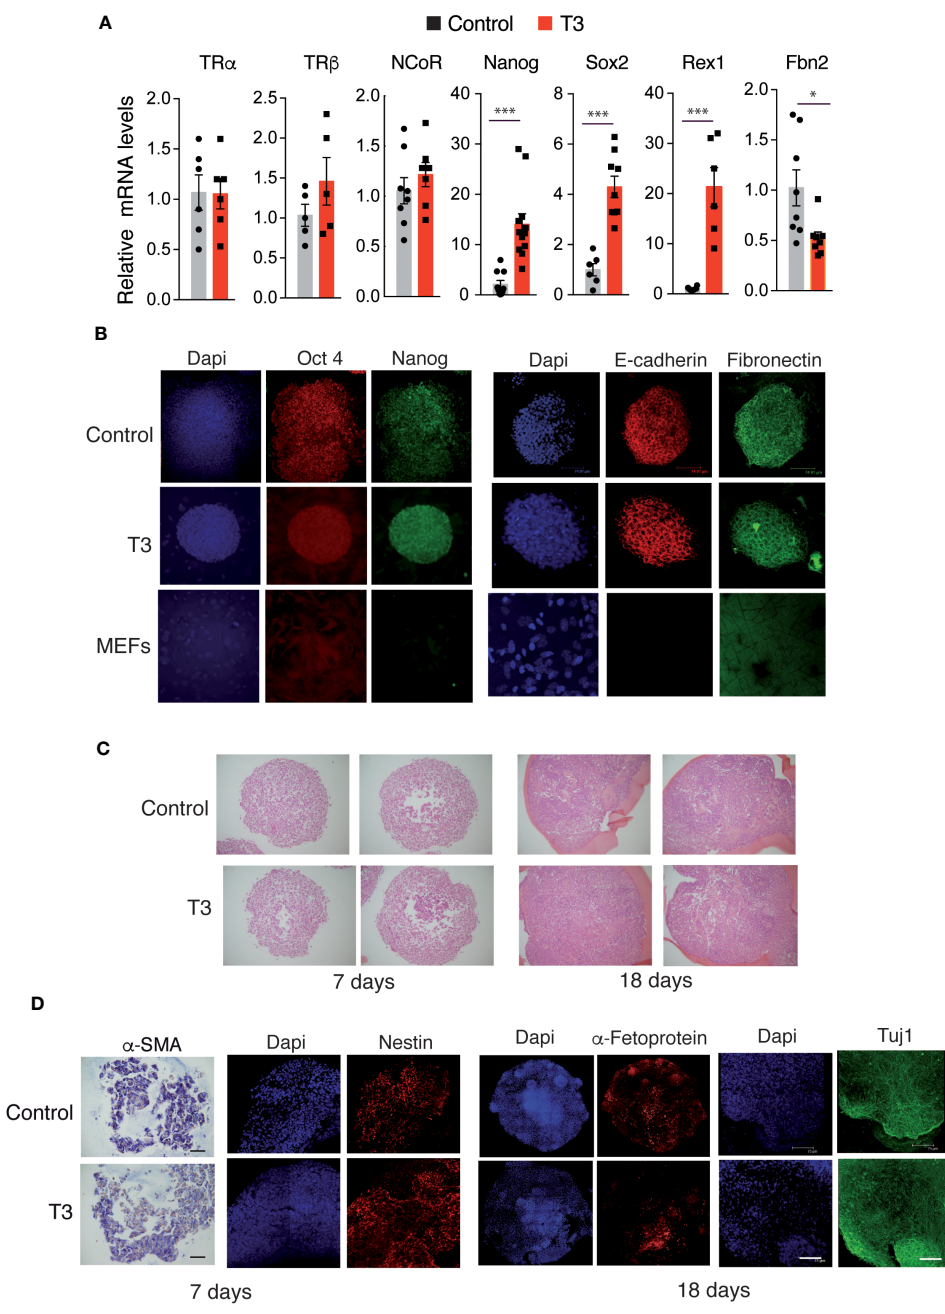 A
Control T3
TRα TRβ NCoR Nanog Sox2 Rex1 Fbn2
Relative mRNA levels
2.0 1.5 1.0 0.5 0.0
2.5 2.0 1.5 1.0 0.5 0.0
2.0 1.5 1.0 0.5 0.0
40 30 20 10 0
8 6 4 2 0
40 30 20 10 0
2.0 1.5 1.0 0.5 0.0
*** *** *** *
B
Dapi Oct 4 Nanog Dapi E-cadherin Fibronectin
Control
T3
MEFs
C
Control
T3
7 days 18 days
D
α-SMA Dapi Nestin Dapi α-Fetoprotein Dapi Tuj1
Control
T3
7 days 18 days